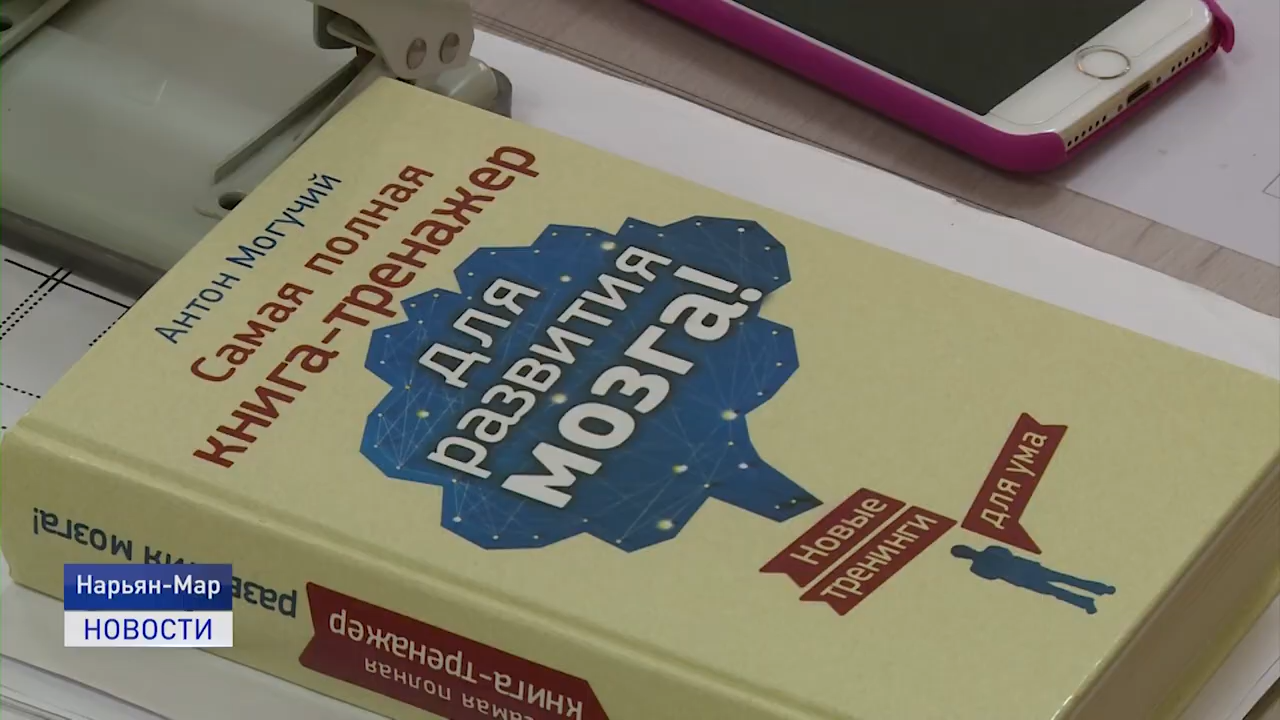 Антон Могучий
Самая полная
книга-тренажер
для
развития
мозга!
Новые
тренинги
для ума
развития мозга!
самая полная
книга-тренажер
Нарьян-Мар
НОВОСТИ